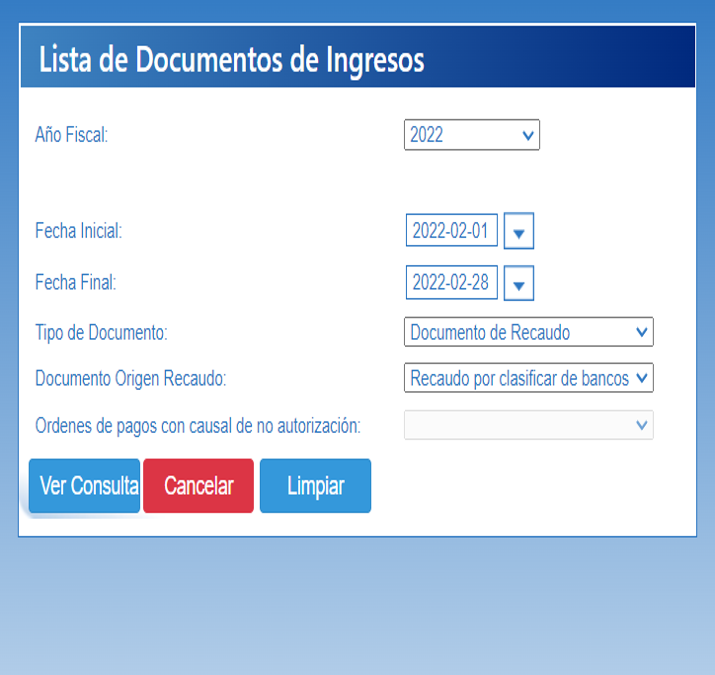 Lista de Documentos de Ingresos
Año Fiscal: 2022
Fecha Inicial: 2022-02-01
Fecha Final: 2022-02-28
Tipo de Documento: Documento de Recaudo
Documento Origen Recaudo: Recaudo por clasificar de bancos
Ordenes de pagos con causal de no autorización:
Ver Consulta Cancelar Limpiar